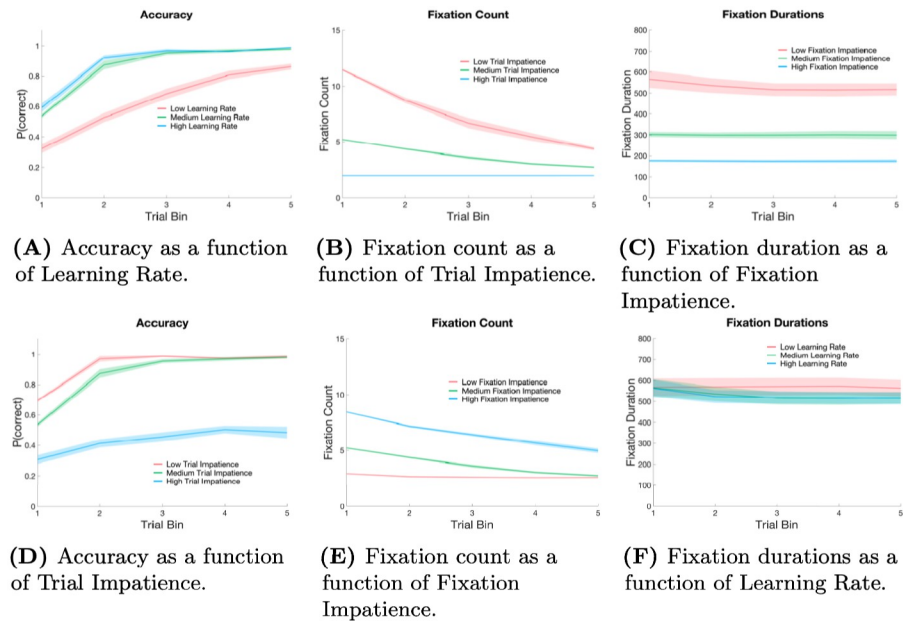 Accuracy
P(correct)
1
0.8
0.6
0.4
0.2
0
Low Learning Rate
Medium Learning Rate
High Learning Rate
1 2 3 4 5
Trial Bin
(A) Accuracy as a function
of Learning Rate.
Fixation Count
Fixation Count
15
10
5
0
Low Trial Impatience
Medium Trial Impatience
High Trial Impatience
1 2 3 4 5
Trial Bin
(B) Fixation count as a
function of Trial Impatience.
Fixation Durations
Fixation Duration
800
700
600
500
400
300
200
100
0
Low Fixation Impatience
Medium Fixation Impatience
High Fixation Impatience
1 2 3 4 5
Trial Bin
(C) Fixation duration as a
function of Fixation
Impatience.
Accuracy
P(correct)
1
0.8
0.6
0.4
0.2
0
Low Trial Impatience
Medium Trial Impatience
High Trial Impatience
1 2 3 4 5
Trial Bin
(D) Accuracy as a function
of Trial Impatience.
Fixation Count
Fixation Count
15
10
5
0
Low Fixation Impatience
Medium Fixation Impatience
High Fixation Impatience
1 2 3 4 5
Trial Bin
(E) Fixation count as a
function of Fixation
Impatience.
Fixation Durations
Fixation Duration
800
700
600
500
400
300
200
100
0
Low Learning Rate
Medium Learning Rate
High Learning Rate
1 2 3 4 5
Trial Bin
(F) Fixation durations as a
function of Learning Rate.